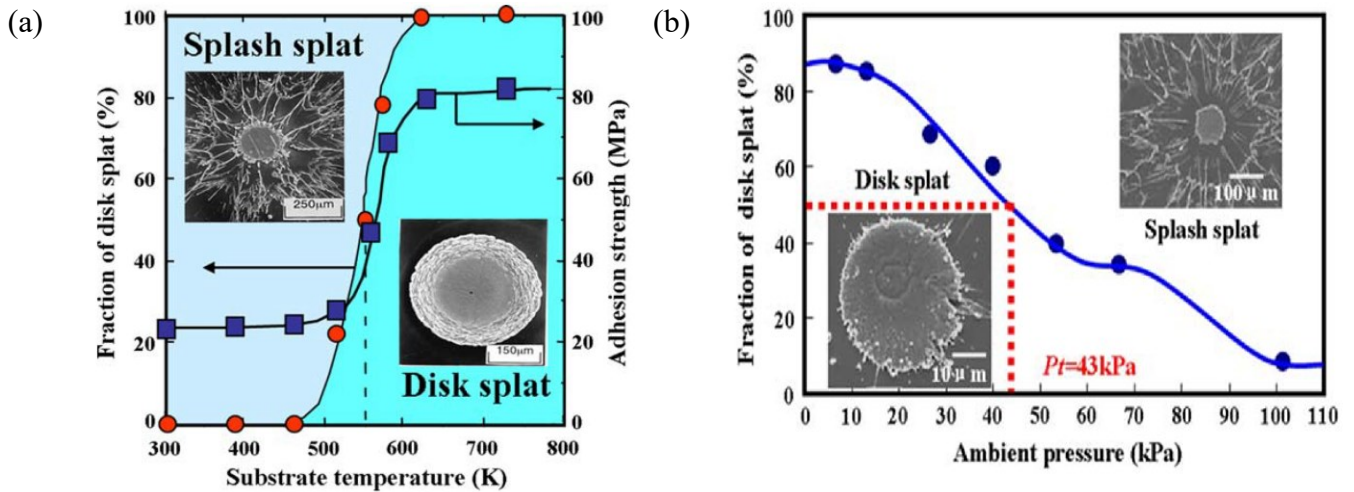 (a)
Fraction of disk splat (%)
100
80
60
40
20
0
Splash splat
250μm
150μm
Disk splat
100
80
60
40
20
0
Adhesion strength (MPa)
300 400 500 600 700 800
Substrate temperature (K)
(b)
Fraction of disk splat (%)
100
80
60
40
20
0
Disk splat
10μm
100μm
Splash splat
Pt=43kPa
0 10 20 30 40 50 60 70 80 90 100 110
Ambient pressure (kPa)